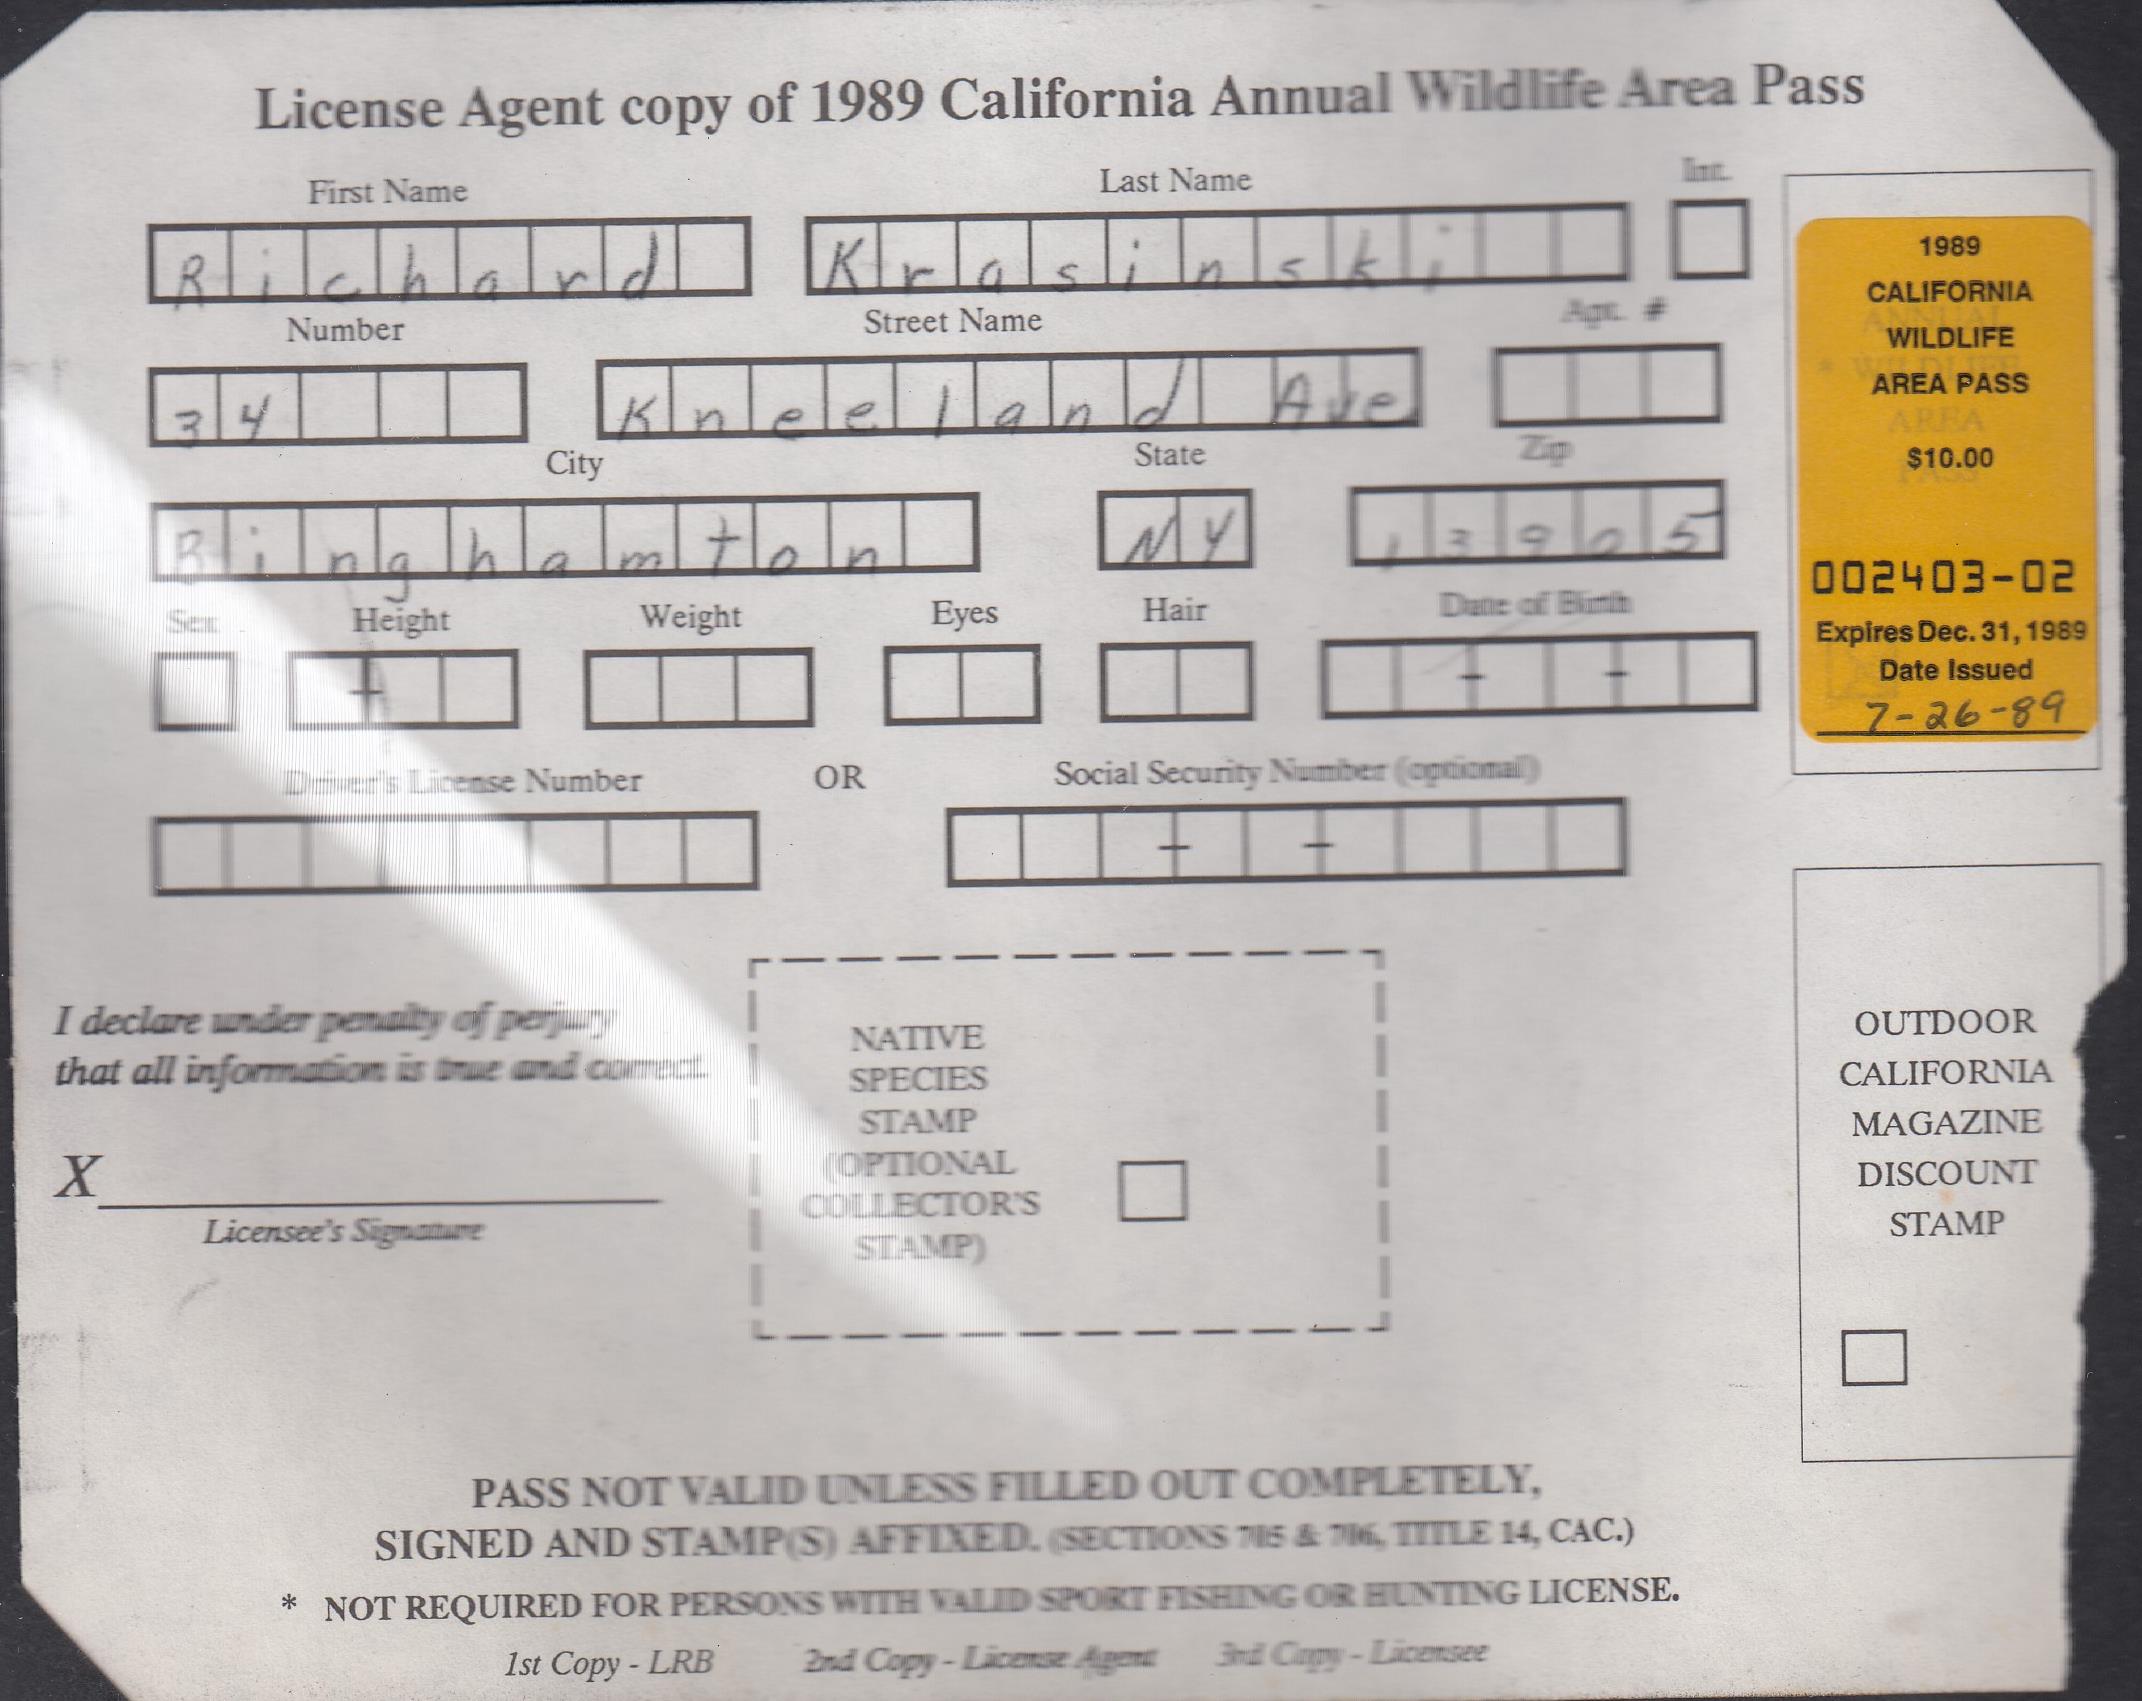 License Agent copy of 1989 California Annual Wildlife Area Pass
First Name Last Name Int.
Richard Krasinski
Number Street Name Apt. #
34 Kneeland Ave
City State Zip
Binghamton NY 13905
Sex Height Weight Eyes Hair Date of Birth
Driver's License Number OR Social Security Number (optional)
I declare under penalty of perjury
that all information is true and correct.
X
Licensee's Signature
NATIVE
SPECIES
STAMP
(OPTIONAL
COLLECTOR'S
STAMP)
1989
CALIFORNIA
WILDLIFE
AREA PASS
$10.00
002403-02
Expires Dec. 31, 1989
Date Issued
7-26-89
ANNUAL
* WILDLIFE
AREA
PASS
OUTDOOR
CALIFORNIA
MAGAZINE
DISCOUNT
STAMP
PASS NOT VALID UNLESS FILLED OUT COMPLETELY,
SIGNED AND STAMP(S) AFFIXED. (SECTIONS 705 & 706, TITLE 14, CAC.)
* NOT REQUIRED FOR PERSONS WITH VALID SPORT FISHING OR HUNTING LICENSE.
1st Copy - LRB 2nd Copy - License Agent 3rd Copy - Licensee